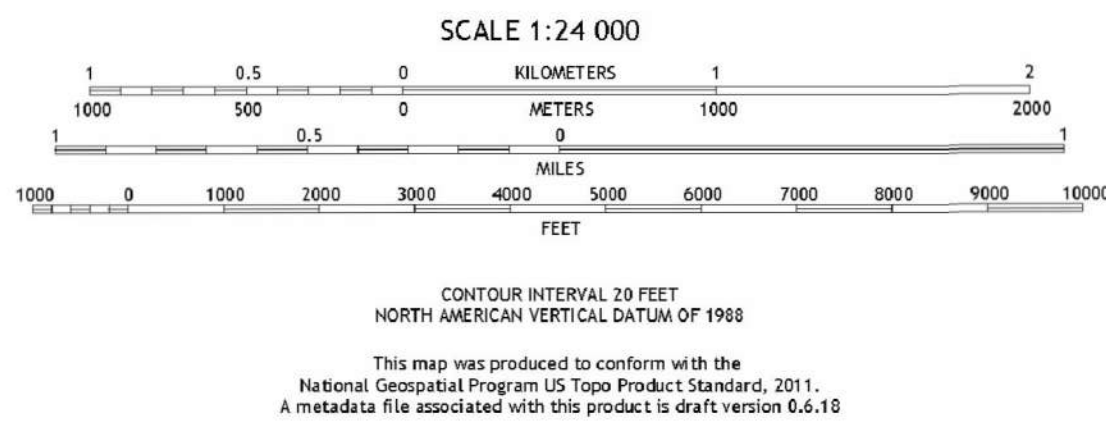 SCALE 1:24 000
1 0.5 0 KILOMETERS 1 2
1000 500 0 METERS 1000 2000
1 0.5 0 1
MILES
1000 0 1000 2000 3000 4000 5000 6000 7000 8000 9000 10000
FEET
CONTOUR INTERVAL 20 FEET
NORTH AMERICAN VERTICAL DATUM OF 1988
This map was produced to conform with the
National Geospatial Program US Topo Product Standard, 2011.
A metadata file associated with this product is draft version 0.6.18